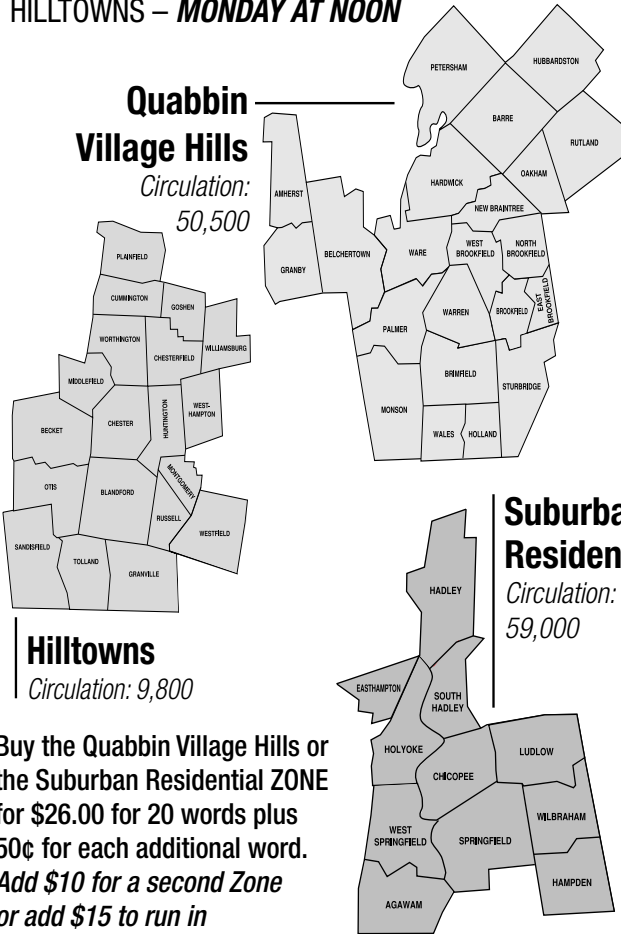 HILLTOWNS – MONDAY AT NOON
Quabbin
Village Hills
Circulation:
50,500
PETERSHAM
HUBBARDSTON
BARRE
RUTLAND
OAKHAM
HARDWICK
NEW BRAINTREE
AMHERST
GRANBY
BELCHERTOWN
WARE
WEST
BROOKFIELD
NORTH
BROOKFIELD
EAST
BROOKFIELD
BROOKFIELD
WARREN
PALMER
BRIMFIELD
STURBRIDGE
MONSON
WALES
HOLLAND
PLAINFIELD
CUMMINGTON
GOSHEN
WORTHINGTON
CHESTERFIELD
WILLIAMSBURG
MIDDLEFIELD
WEST-
HAMPTON
HUNTINGTON
BECKET
CHESTER
MONTGOMERY
OTIS
BLANDFORD
RUSSELL
WESTFIELD
SANDISFIELD
TOLLAND
GRANVILLE
Hilltowns
Circulation: 9,800
Suburba
Residen
Circulation:
59,000
HADLEY
EASTHAMPTON
SOUTH
HADLEY
HOLYOKE
CHICOPEE
LUDLOW
WEST
SPRINGFIELD
SPRINGFIELD
WILBRAHAM
HAMPDEN
AGAWAM
Buy the Quabbin Village Hills or
the Suburban Residential ZONE
for $26.00 for 20 words plus
50¢ for each additional word.
Add $10 for a second Zone
or add $15 to run in